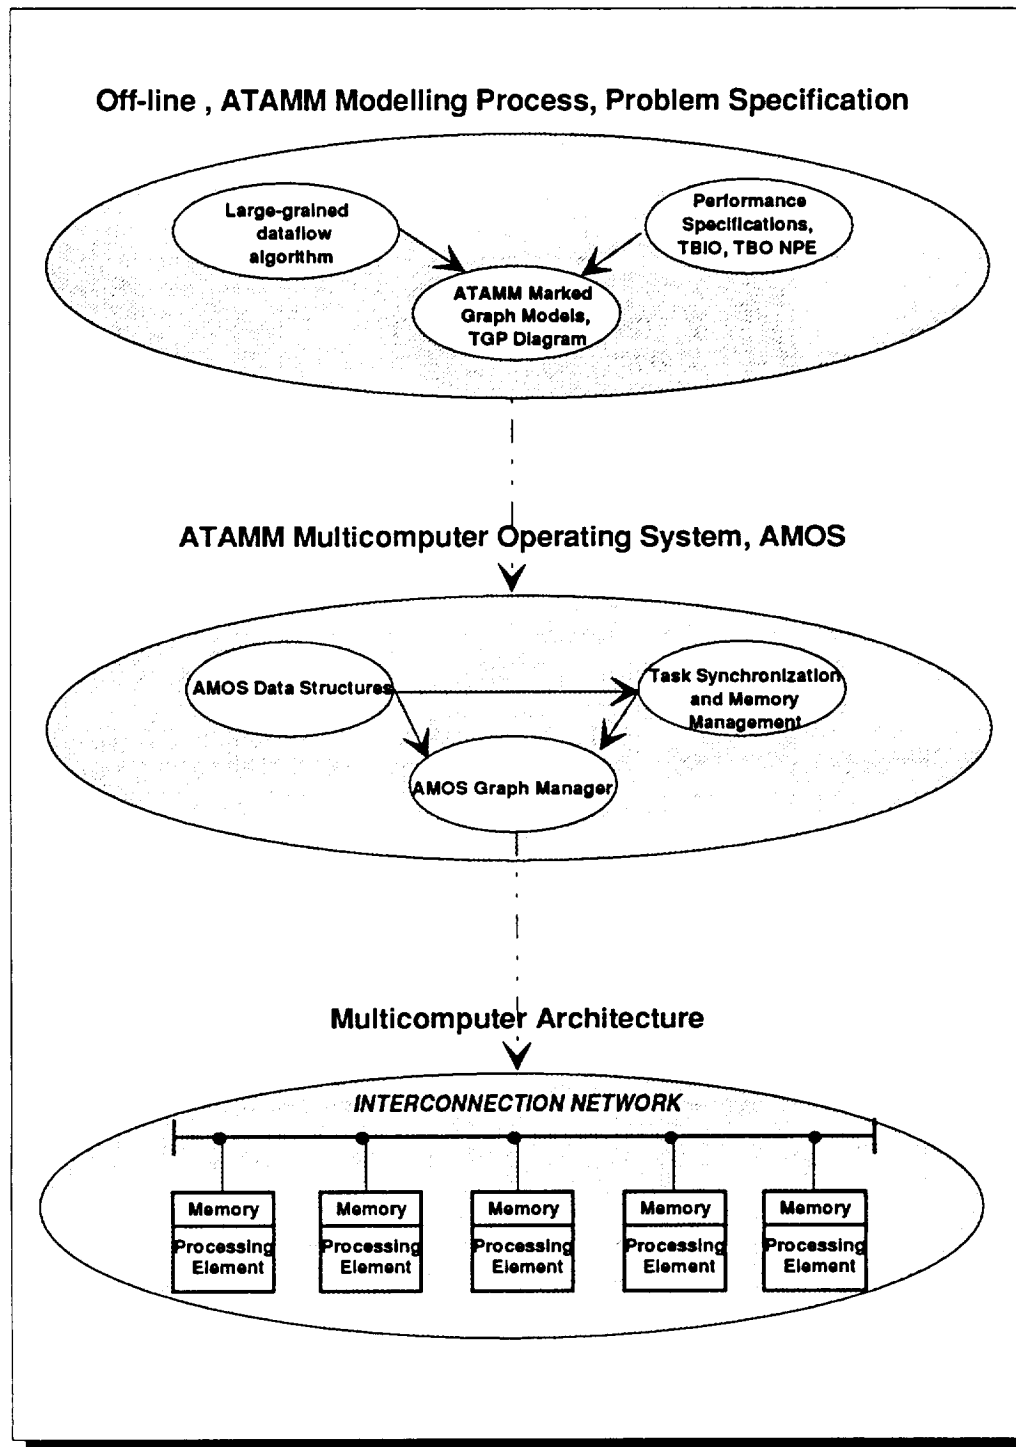 Off-line , ATAMM Modelling Process, Problem Specification
Large-grained
dataflow
algorithm
Performance
Specifications,
TBIO, TBO NPE
ATAMM Marked
Graph Models,
TGP Diagram
ATAMM Multicomputer Operating System, AMOS
AMOS Data Structures
Task Synchronization
and Memory
Management
AMOS Graph Manager
Multicomputer Architecture
INTERCONNECTION NETWORK
Memory
Processing
Element
Memory
Processing
Element
Memory
Processing
Element
Memory
Processing
Element
Memory
Processing
Element